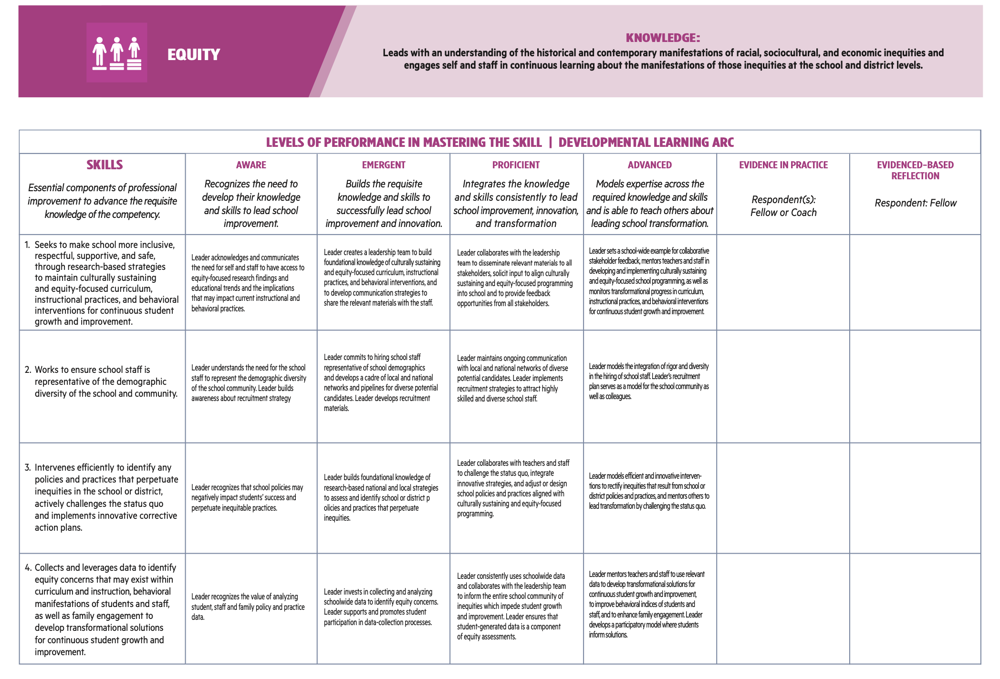 EQUITY
KNOWLEDGE:
Leads with an understanding of the historical and contemporary manifestations of racial, sociocultural, and economic inequities and
engages self and staff in continuous learning about the manifestations of those inequities at the school and district levels.
LEVELS OF PERFORMANCE IN MASTERING THE SKILL | DEVELOPMENTAL LEARNING ARC
SKILLS
Essential components of professional
improvement to advance the requisite
knowledge of the competency.
AWARE
Recognizes the need to
develop their knowledge
and skills to lead school
improvement.
EMERGENT
Builds the requisite
knowledge and skills to
successfully lead school
improvement and innovation.
PROFICIENT
Integrates the knowledge
and skills consistently to lead
school improvement, innovation,
and transformation
ADVANCED
Models expertise across the
required knowledge and skills
and is able to teach others about
leading school transformation.
EVIDENCE IN PRACTICE
Respondent(s):
Fellow or Coach
EVIDENCED-BASED
REFLECTION
Respondent: Fellow
1. Seeks to make school more inclusive,
respectful, supportive, and safe,
through research-based strategies
to maintain culturally sustaining
and equity-focused curriculum,
instructional practices, and behavioral
interventions for continuous student
growth and improvement.
Leader acknowledges and communicates
the need for self and staff to have access to
equity-focused research findings and
educational trends and the implications
that may impact current instructional and
behavioral practices.
Leader creates a leadership team to build
foundational knowledge of culturally sustaining
and equity-focused curriculum, instructional
practices, and behavioral interventions, and
to develop communication strategies to
share the relevant materials with the staff.
Leader collaborates with the leadership
team to disseminate relevant materials to all
stakeholders, solicit input to align culturally
sustaining and equity-focused programming
into school and to provide feedback
opportunities from all stakeholders.
Leader sets a school-wide example for collaborative
stakeholder feedback, mentors teachers and staff in
developing and implementing culturally sustaining
and equity-focused school programming, as well as
monitors transformational progress in curriculum,
instructional practices, and behavioral interventions
for continuous student growth and improvement.
2. Works to ensure school staff is
representative of the demographic
diversity of the school and community.
Leader understands the need for the school
staff to represent the demographic diversity
of the school community. Leader builds
awareness about recruitment strategy
Leader commits to hiring school staff
representative of school demographics
and develops a cadre of local and national
networks and pipelines for diverse potential
candidates. Leader develops recruitment
materials.
Leader maintains ongoing communication
with local and national networks of diverse
potential candidates. Leader implements
recruitment strategies to attract highly
skilled and diverse school staff.
Leader models the integration of rigor and diversity
in the hiring of school staff. Leader's recruitment
plan serves as a model for the school community as
well as colleagues.
3. Intervenes efficiently to identify any
policies and practices that perpetuate
inequities in the school or district,
actively challenges the status quo
and implements innovative corrective
action plans.
Leader recognizes that school policies may
negatively impact students' success and
perpetuate inequitable practices.
Leader builds foundational knowledge of
research-based national and local strategies
to assess and identify school or district p
olicies and practices that perpetuate
inequities.
Leader collaborates with teachers and staff
to challenge the status quo, integrate
innovative strategies, and adjust or design
school policies and practices aligned with
culturally sustaining and equity-focused
programming.
Leader models efficient and innovative interven-
tions to rectify inequities that result from school or
district policies and practices, and mentors others to
lead transformation by challenging the status quo.
4. Collects and leverages data to identify
equity concerns that may exist within
curriculum and instruction, behavioral
manifestations of students and staff,
as well as family engagement to
develop transformational solutions
for continuous student growth and
improvement.
Leader recognizes the value of analyzing
student, staff and family policy and practice
data.
Leader invests in collecting and analyzing
schoolwide data to identify equity concerns.
Leader supports and promotes student
participation in data-collection processes.
Leader consistently uses schoolwide data
and collaborates with the leadership team
to inform the entire school community of
inequities which impede student growth
and improvement. Leader ensures that
student-generated data is a component
of equity assessments.
Leader mentors teachers and staff to use relevant
data to develop transformational solutions for
continuous student growth and improvement,
to improve behavioral indices of students and
staff, and to enhance family engagement. Leader
develops a participatory model where students
inform solutions.